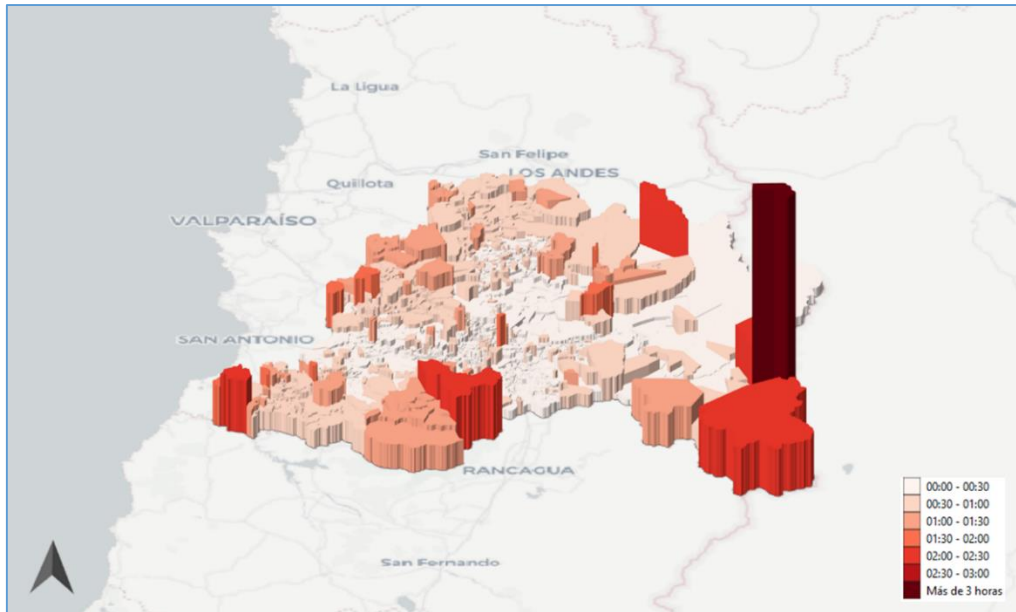 La Ligua
San Felipe
LOS ANDES
Quillota
VALPARAÍSO
SAN ANTONIO
RANCAGUA
San Fernando
00:00 - 00:30
00:30 - 01:00
01:00 - 01:30
01:30 - 02:00
02:00 - 02:30
02:30 - 03:00
Más de 3 horas